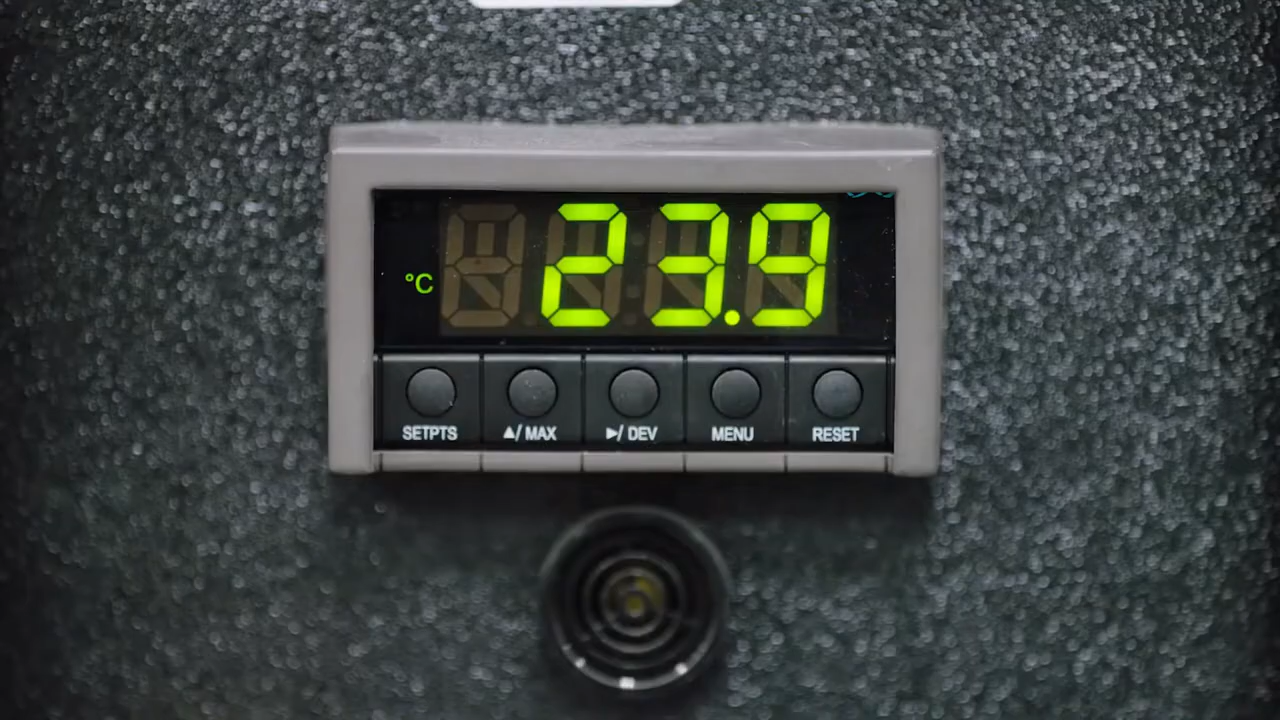 °C 23.9
SETPTS ▲/ MAX ▶/ DEV MENU RESET